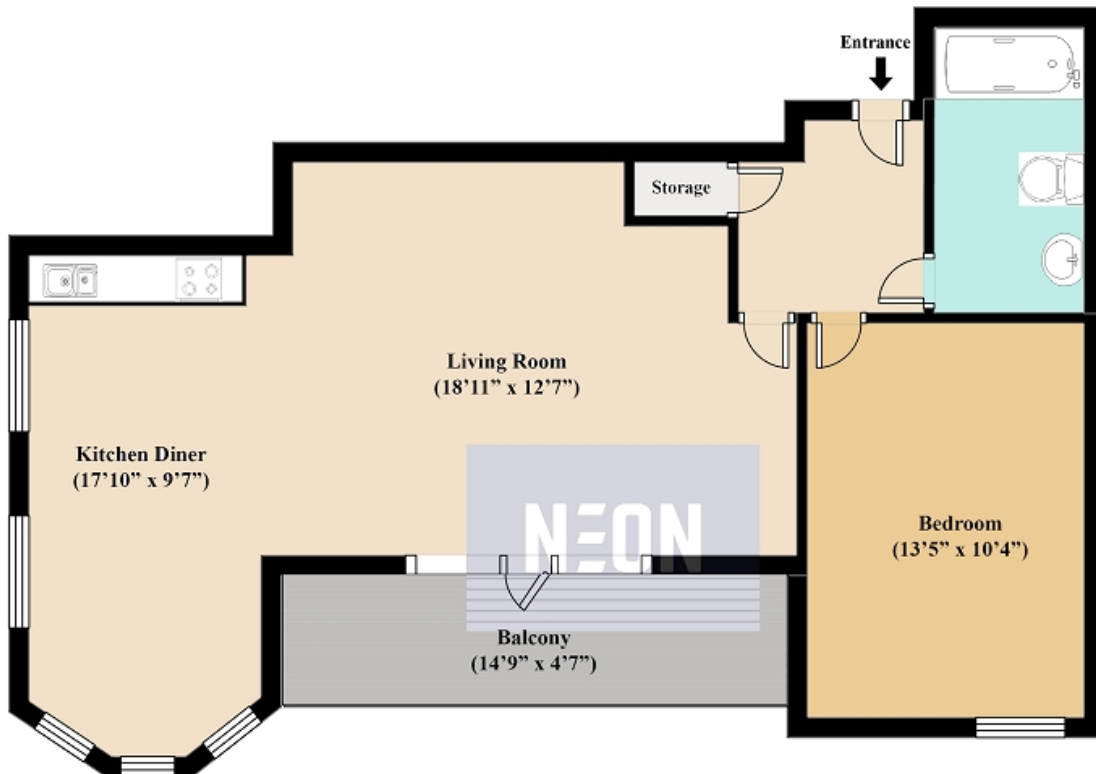 Entrance
Storage
Living Room
(18’11” x 12’7”)
Kitchen Diner
(17’10” x 9’7”)
NEON
Bedroom
(13’5” x 10’4”)
Balcony
(14’9” x 4’7”)